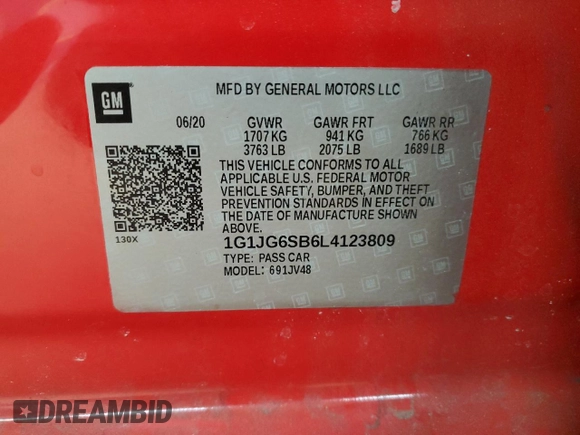 GM
MFD BY GENERAL MOTORS LLC
06/20 GVWR GAWR FRT GAWR RR
1707 KG 941 KG 766 KG
3763 LB 2075 LB 1689 LB
THIS VEHICLE CONFORMS TO ALL
APPLICABLE U.S. FEDERAL MOTOR
VEHICLE SAFETY, BUMPER, AND THEFT
PREVENTION STANDARDS IN EFFECT ON
THE DATE OF MANUFACTURE SHOWN
ABOVE.
130X
1G1JG6SB6L4123809
TYPE: PASS CAR
MODEL: 691JV48
DREAMBID